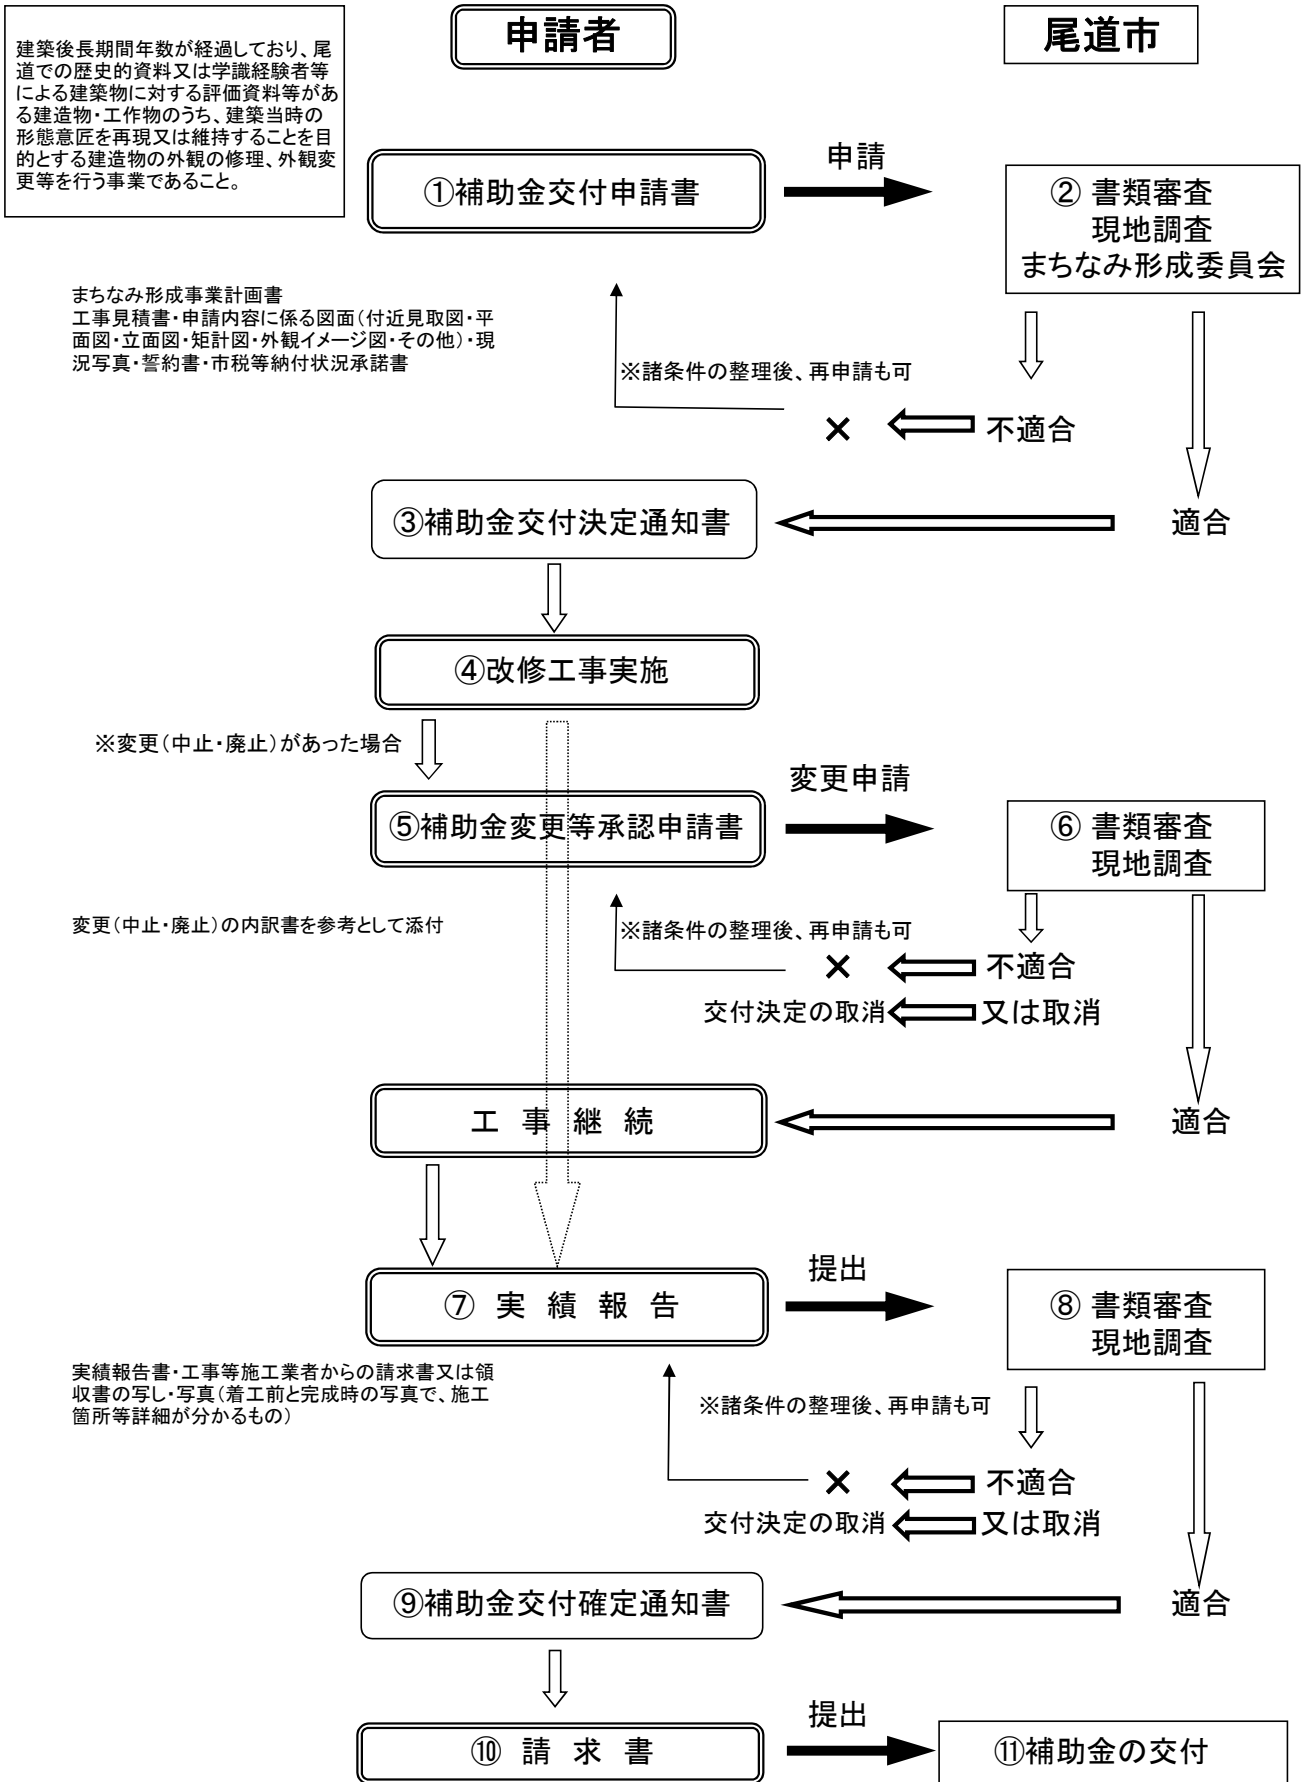 建築後長期間年数が経過しており、尾
道での歴史的資料又は学識経験者等
による建築物に対する評価資料等があ
る建造物・工作物のうち、建築当時の
形態意匠を再現又は維持することを目
的とする建造物の外観の修理、外観変
更等を行う事業であること。
申請者
尾道市
①補助金交付申請書
申請
② 書類審査
現地調査
まちなみ形成委員会
まちなみ形成事業計画書
工事見積書・申請内容に係る図面(付近見取図・平
面図・立面図・矩計図・外観イメージ図・その他)・現
況写真・誓約書・市税等納付状況承諾書
※諸条件の整理後、再申請も可
× 不適合
③補助金交付決定通知書
適合
④改修工事実施
※変更(中止・廃止)があった場合
⑤補助金変更等承認申請書
変更申請
⑥ 書類審査
現地調査
変更(中止・廃止)の内訳書を参考として添付
※諸条件の整理後、再申請も可
× 不適合
交付決定の取消 又は取消
工 事 継 続
適合
⑦ 実 績 報 告
提出
⑧ 書類審査
現地調査
実績報告書・工事等施工業者からの請求書又は領
収書の写し・写真(着工前と完成時の写真で、施工
箇所等詳細が分かるもの)
※諸条件の整理後、再申請も可
× 不適合
交付決定の取消 又は取消
⑨補助金交付確定通知書
適合
⑩ 請 求 書
提出
⑪補助金の交付